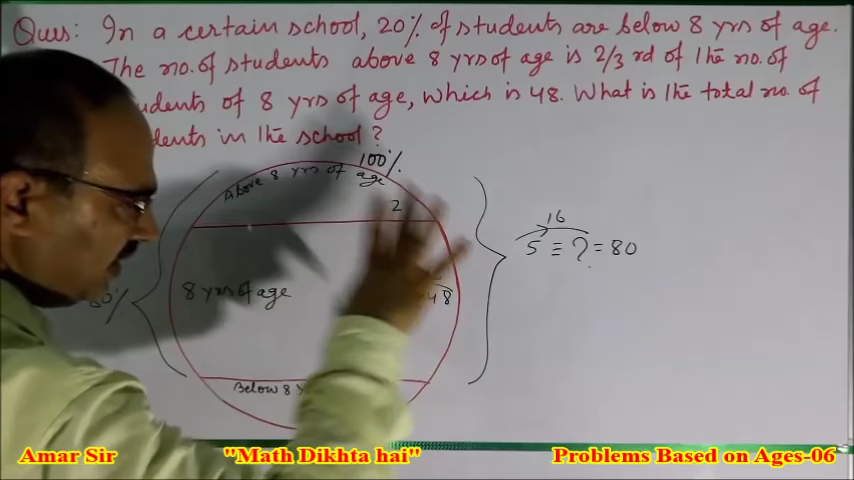 Ques: In a certain school, 20% of students are below 8 yrs of age.
The no. of students above 8 yrs of age is 2/3 rd of the no. of
udents of 8 yrs of age, which is 48. What is the total no. of
dents in the school?
100%
Above 8 yrs of age
2
16
5 ≡ ? = 80
8 yrs of age
48
80%
Below 8 y
Amar Sir
"Math Dikhta hai"
Problems Based on Ages-06